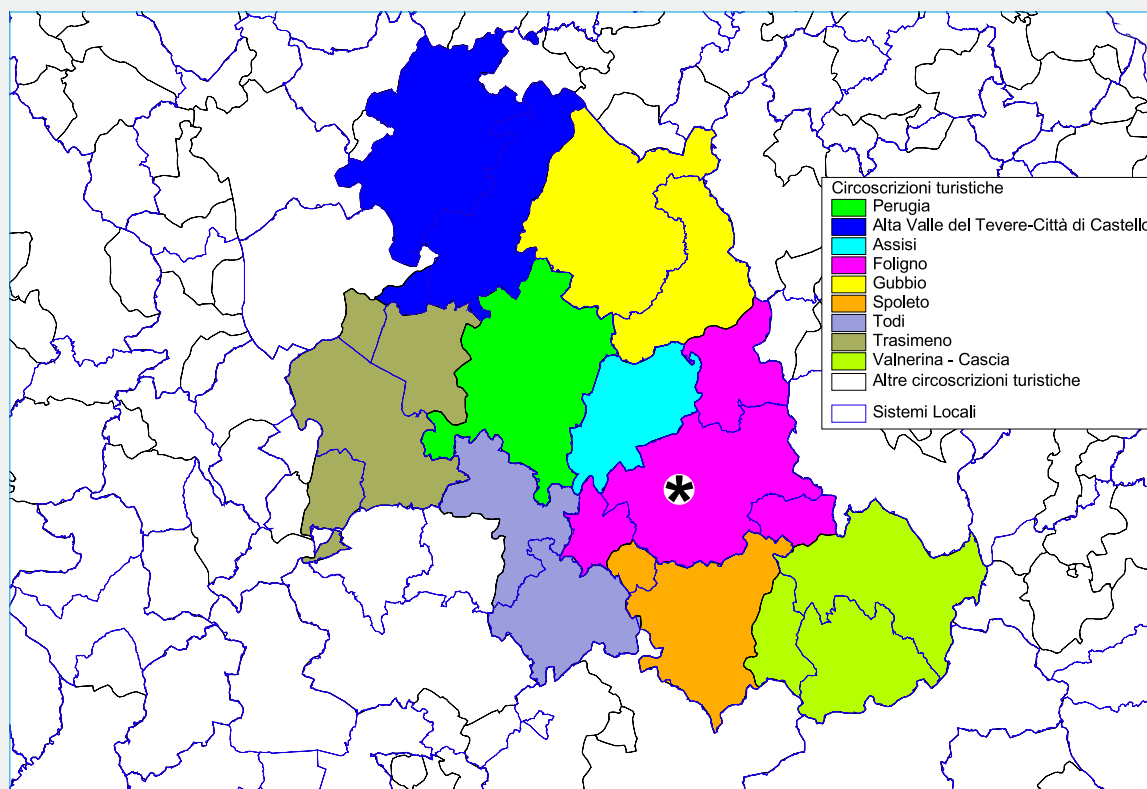 Circoscrizioni turistiche
Perugia
Alta Valle del Tevere-Città di Castello
Assisi
Foligno
Gubbio
Spoleto
Todi
Trasimeno
Valnerina - Cascia
Altre circoscrizioni turistiche
Sistemi Locali
*